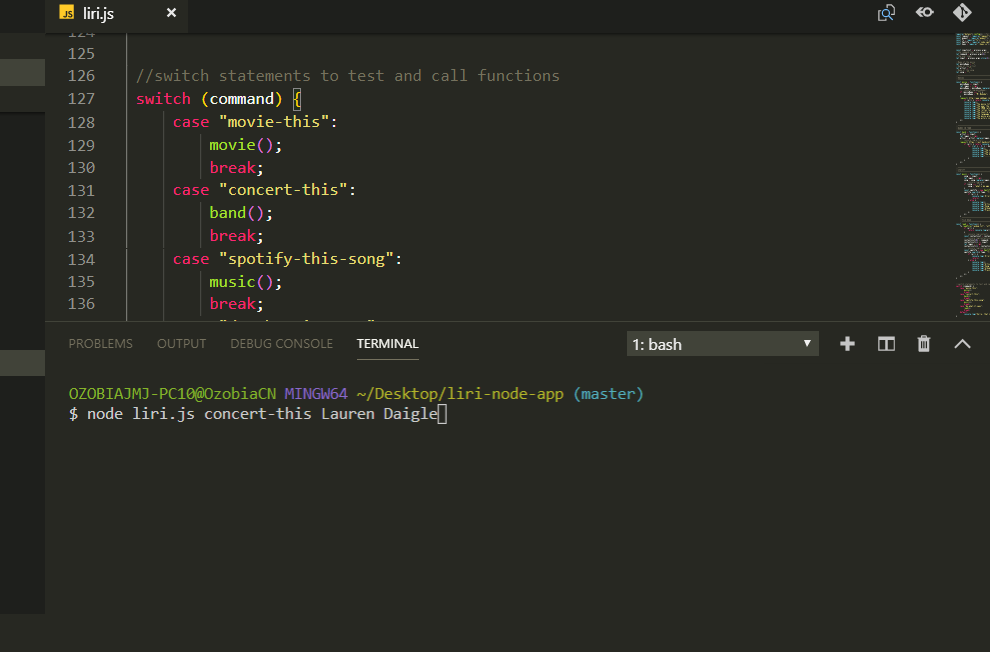 JS liri.js ×
124
125
126 //switch statements to test and call functions
127 switch (command) {
128 case "movie-this":
129 movie();
130 break;
131 case "concert-this":
132 band();
133 break;
134 case "spotify-this-song":
135 music();
136 break;
PROBLEMS OUTPUT DEBUG CONSOLE TERMINAL 1: bash
OZOBIAJMJ-PC10@OzobiaCN MINGW64 ~/Desktop/liri-node-app (master)
$ node liri.js concert-this Lauren Daigle